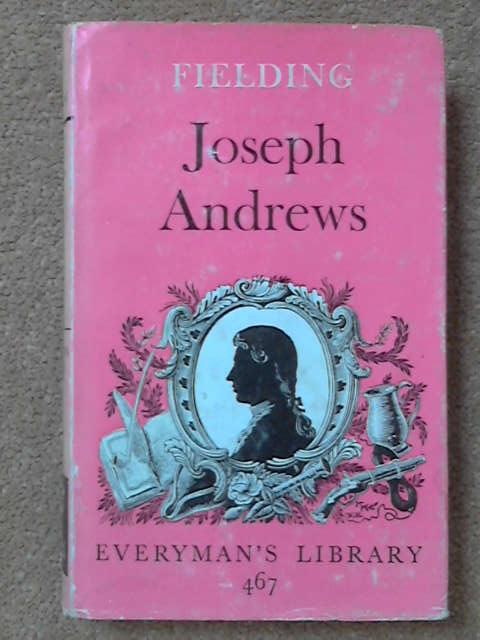 FIELDING
Joseph
Andrews
EVERYMAN'S LIBRARY
467